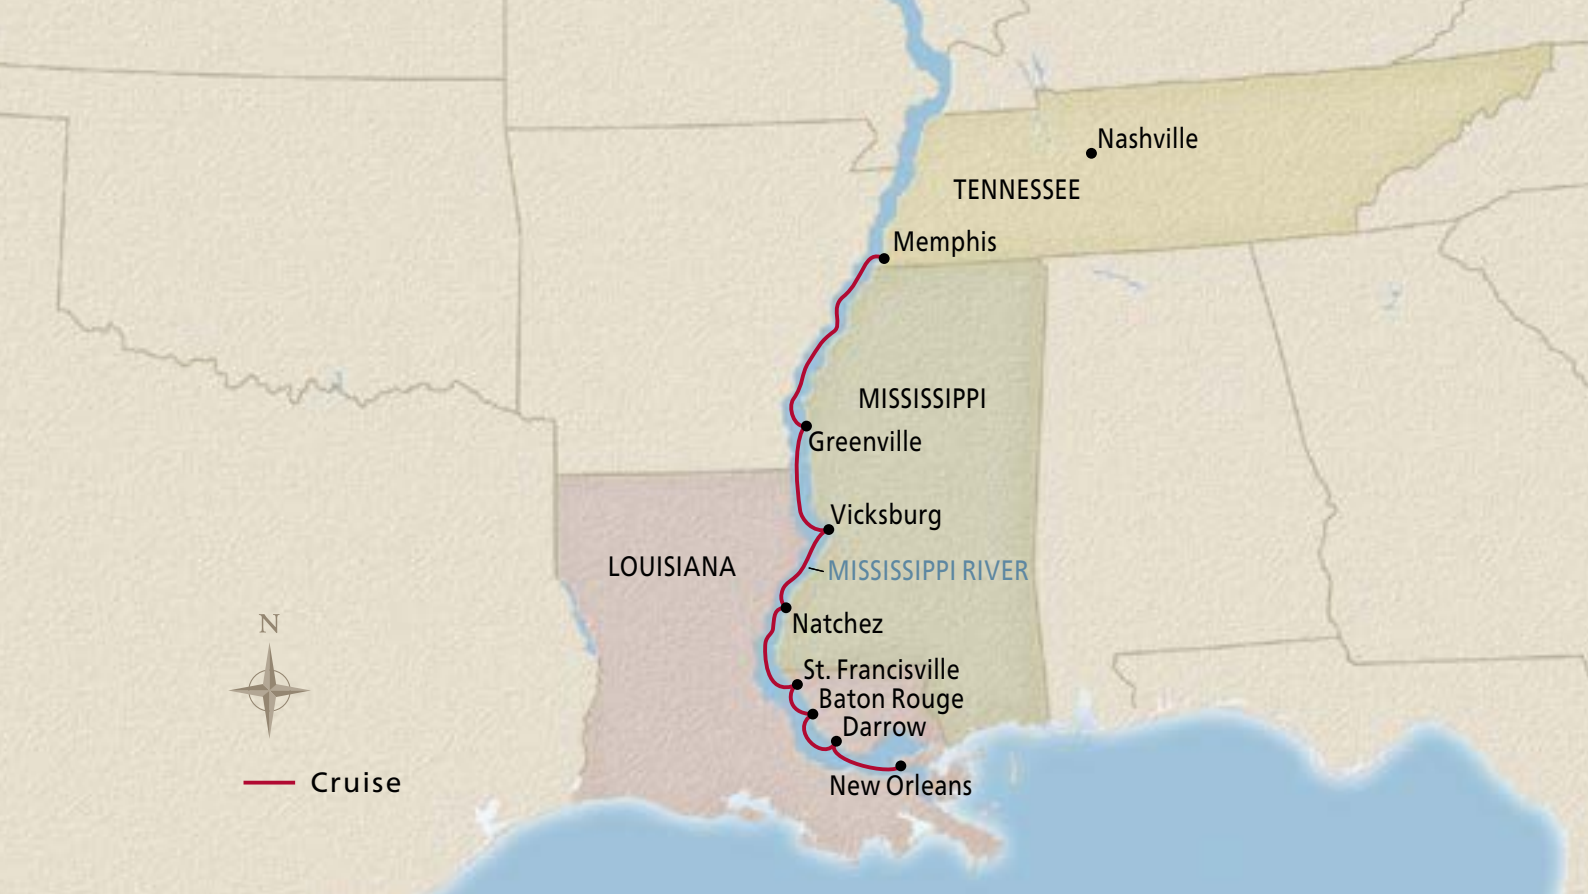 Nashville
TENNESSEE
Memphis
MISSISSIPPI
Greenville
Vicksburg
LOUISIANA
MISSISSIPPI RIVER
N
Natchez
St. Francisville
Baton Rouge
Darrow
Cruise
New Orleans